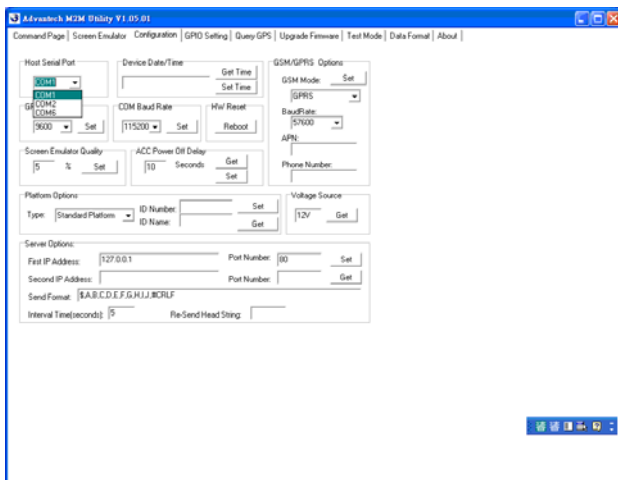 Advantech M2M Utility V1.05.01
Command Page Screen Emulator Configuration GPIO Setting Query GPS Upgrade Firmware Test Mode Data Format About
Host Serial Port
COM1
COM1
COM2
COM6
Device Date/Time
Get Time
Set Time
GSM/GPRS Options
GSM Mode: Set
GPRS
BaudRate:
57600
APN:
Phone Number:
9600 Set
COM Baud Rate
115200 Set
HW Reset
Reboot
Screen Emulator Quality
5 % Set
ACC Power Off Delay
10 Seconds Get
Set
Platform Options
Type: Standard Platform ID Number: Set
ID Name: Get
Voltage Source
12V Get
Server Options:
First IP Address: 127.0.0.1 Port Number: 80 Set
Second IP Address: Port Number: Get
Send Format: $,A,B,C,D,E,F,G,H,I,J,#CRLF
Interval Time(seconds): 5 Re-Send Head String: